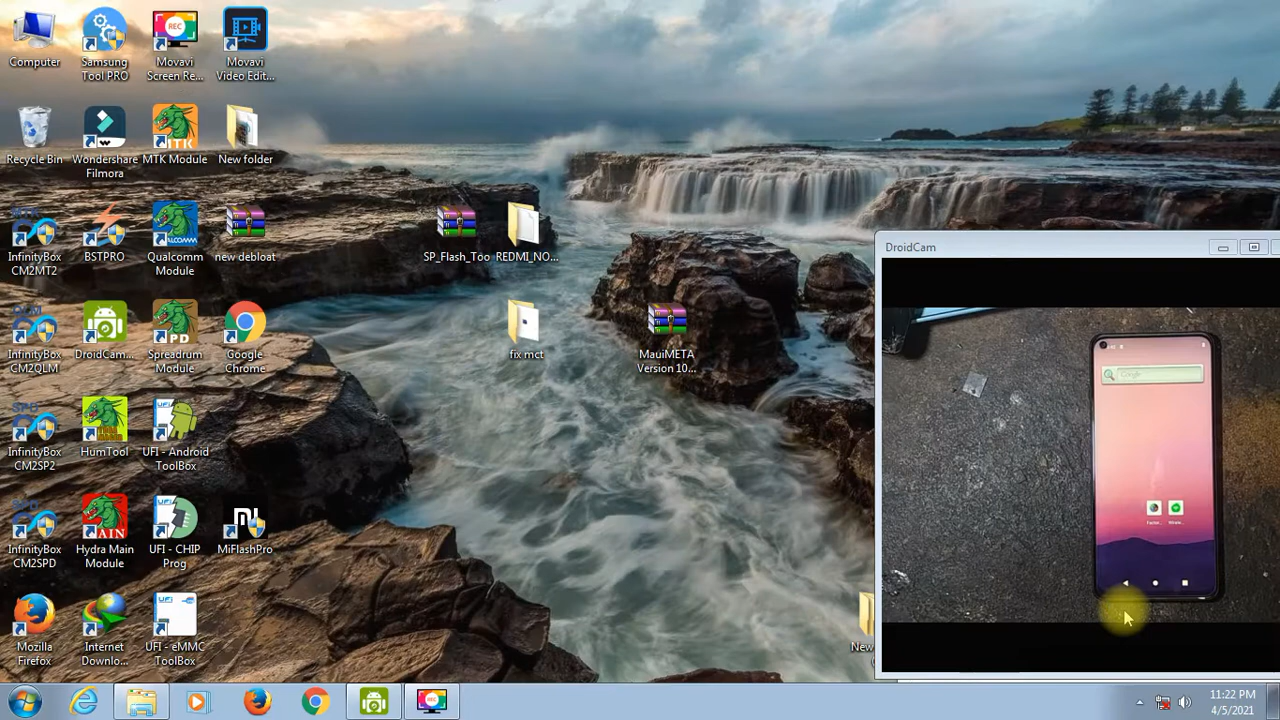 Computer
Samsung
Tool PRO
Movavi
Screen Re...
REC
Movavi
Video Edit...
Recycle Bin
Wondershare
Filmora
MTK Module
New folder
InfinityBox
CM2MT2
BSTPRO
Qualcomm
Module
new debloat
SP_Flash_Too
REDMI_NO...
DroidCam
InfinityBox
CM2QLM
DroidCam...
Spreadrum
Module
Google
Chrome
fix mct
MauiMETA
Version 10...
Google
InfinityBox
CM2SP2
HumTool
UFI - Android
ToolBox
InfinityBox
CM2SPD
Hydra Main
Module
UFI - CHIP
Prog
MiFlashPro
Mozilla
Firefox
Internet
Downlo...
UFI - eMMC
ToolBox
New
11:22 PM
4/5/2021